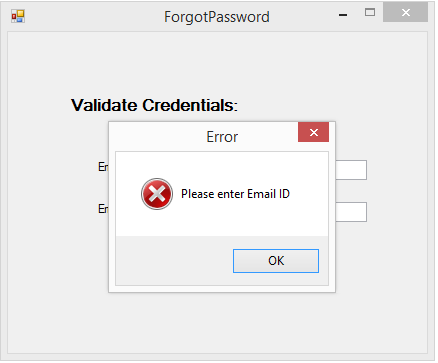 ForgotPassword
Validate Credentials:
Error
Please enter Email ID
OK